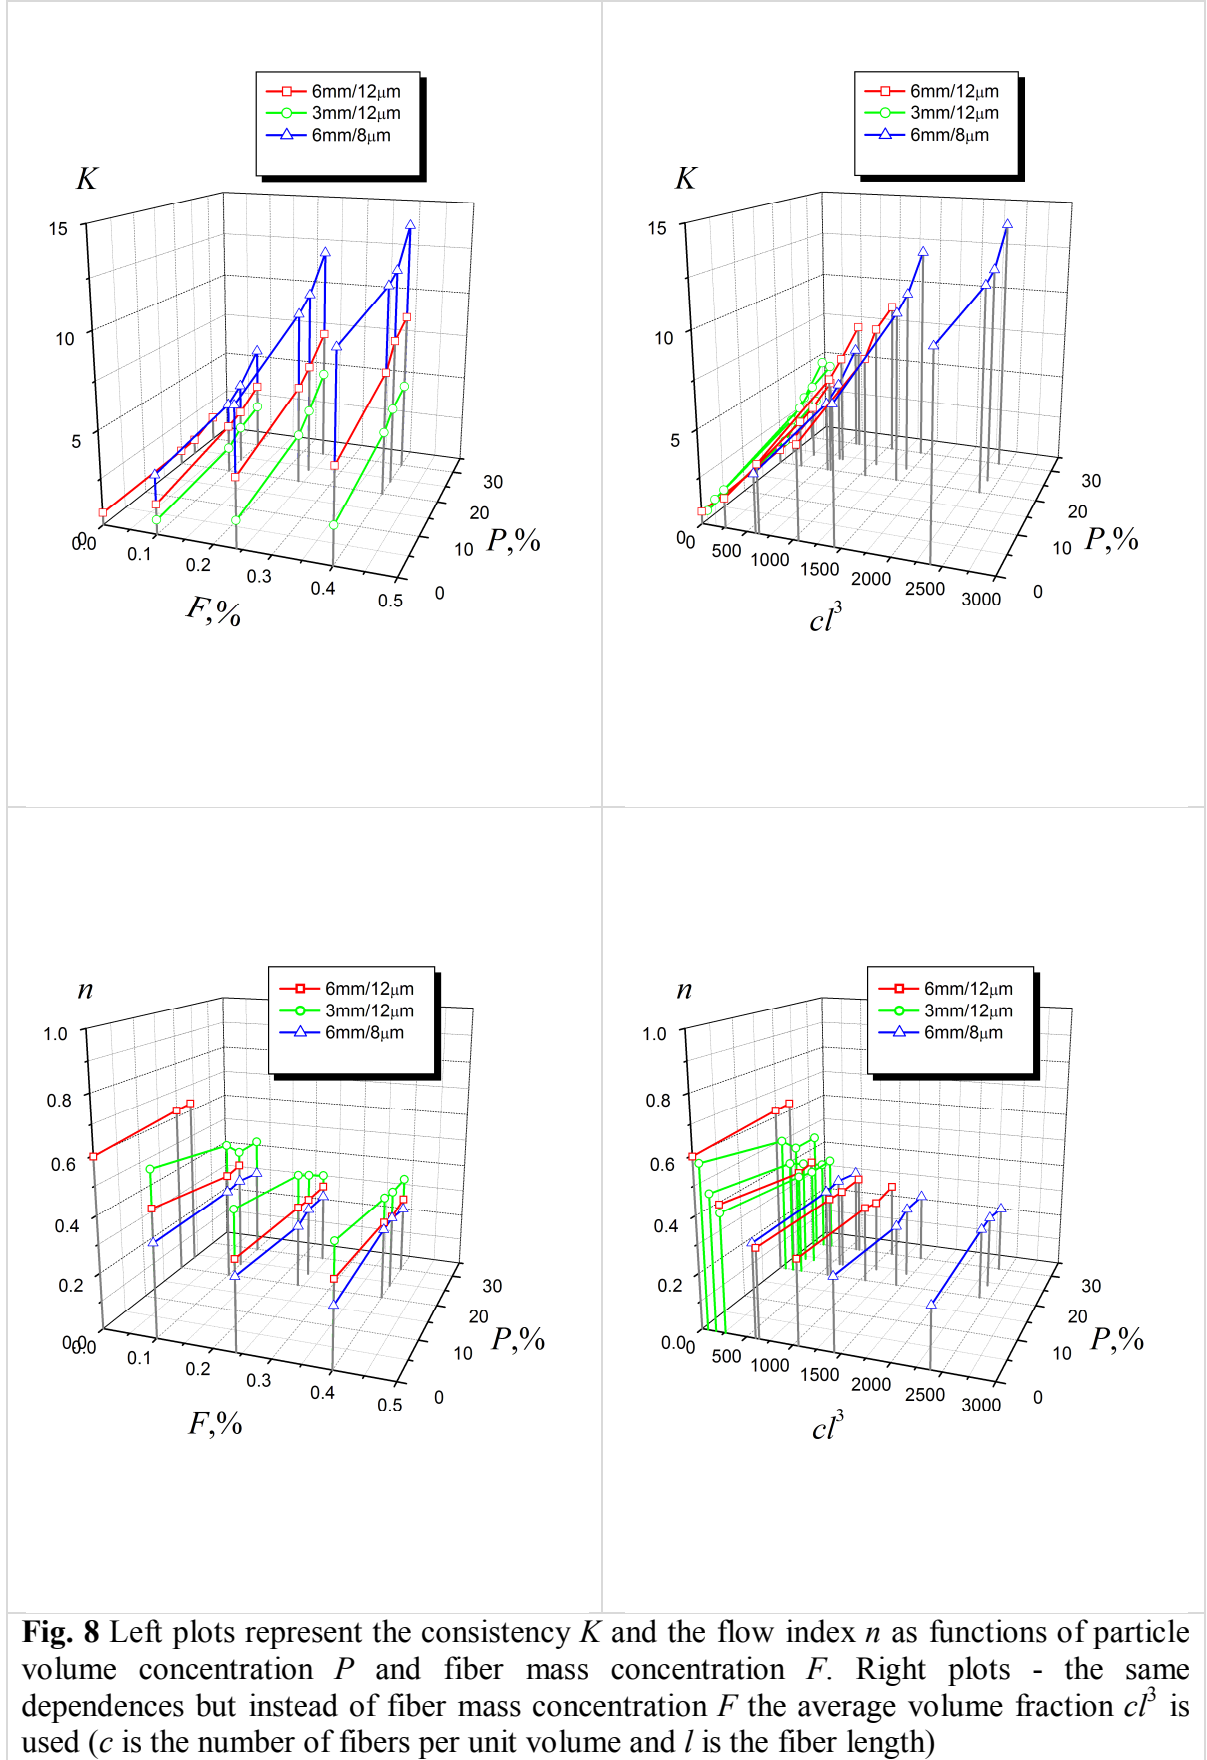 6mm/12μm
3mm/12μm
6mm/8μm
K
15
10
5
0
0.0
0.1
0.2
0.3
0.4
0.5
F,%
0
10
20
30
P,%
6mm/12μm
3mm/12μm
6mm/8μm
K
15
10
5
0
0
500
1000
1500
2000
2500
3000
cl³
0
10
20
30
P,%
6mm/12μm
3mm/12μm
6mm/8μm
n
1.0
0.8
0.6
0.4
0.2
0.0
0.0
0.1
0.2
0.3
0.4
0.5
F,%
0
10
20
30
P,%
6mm/12μm
3mm/12μm
6mm/8μm
n
1.0
0.8
0.6
0.4
0.2
0.0
0
500
1000
1500
2000
2500
3000
cl³
0
10
20
30
P,%
Fig. 8 Left plots represent the consistency K and the flow index n as functions of particle
volume concentration P and fiber mass concentration F. Right plots - the same
dependences but instead of fiber mass concentration F the average volume fraction cl³ is
used (c is the number of fibers per unit volume and l is the fiber length)